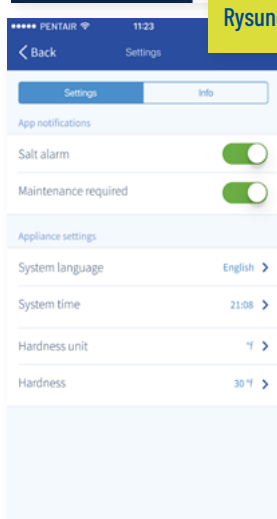 Rysun
PENTAIR 11:23
Back Settings
Settings Info
App notifications
Salt alarm
Maintenance required
Appliance settings
System language English
System time 21:08
Hardness unit °f
Hardness 30 °f